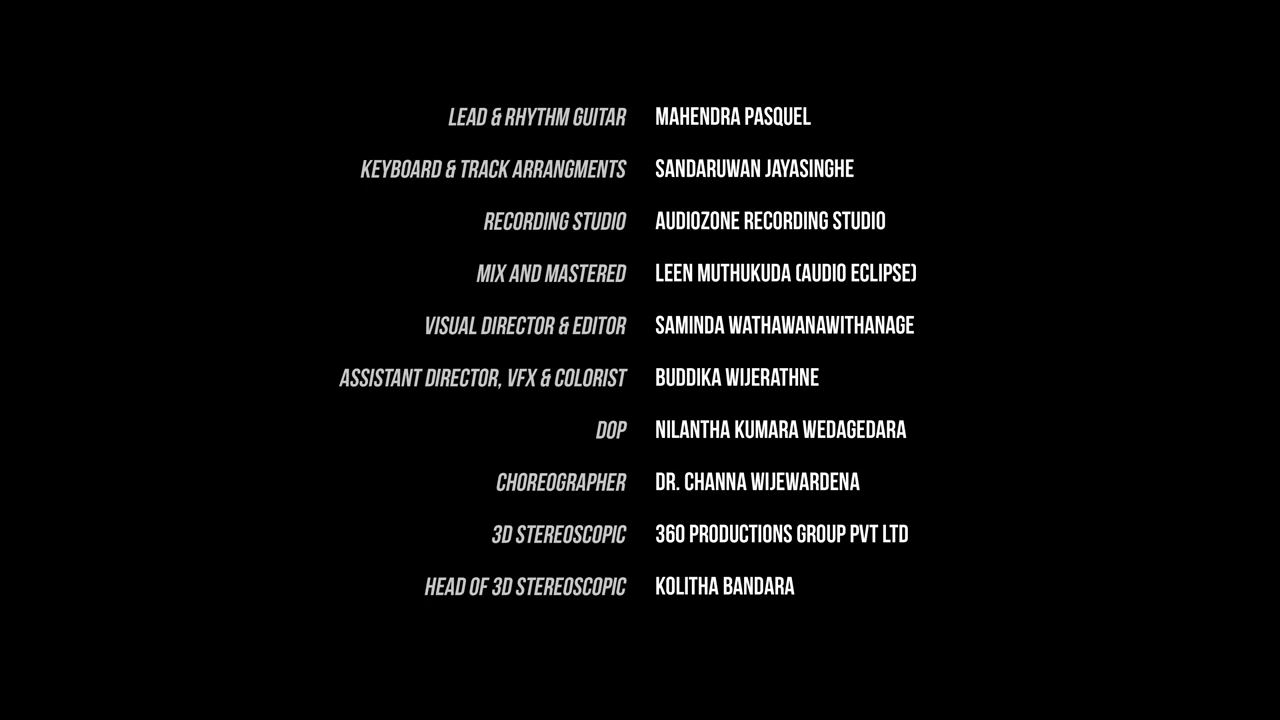 LEAD & RHYTHM GUITAR MAHENDRA PASQUEL
KEYBOARD & TRACK ARRANGMENTS SANDARUWAN JAYASINGHE
RECORDING STUDIO AUDIOZONE RECORDING STUDIO
MIX AND MASTERED LEEN MUTHUKUDA (AUDIO ECLIPSE)
VISUAL DIRECTOR & EDITOR SAMINDA WATHAWANAWITHANAGE
ASSISTANT DIRECTOR, VFX & COLORIST BUDDIKA WIJERATHNE
DOP NILANTHA KUMARA WEDAGEDARA
CHOREOGRAPHER DR. CHANNA WIJEWARDENA
3D STEREOSCOPIC 360 PRODUCTIONS GROUP PVT LTD
HEAD OF 3D STEREOSCOPIC KOLITHA BANDARA